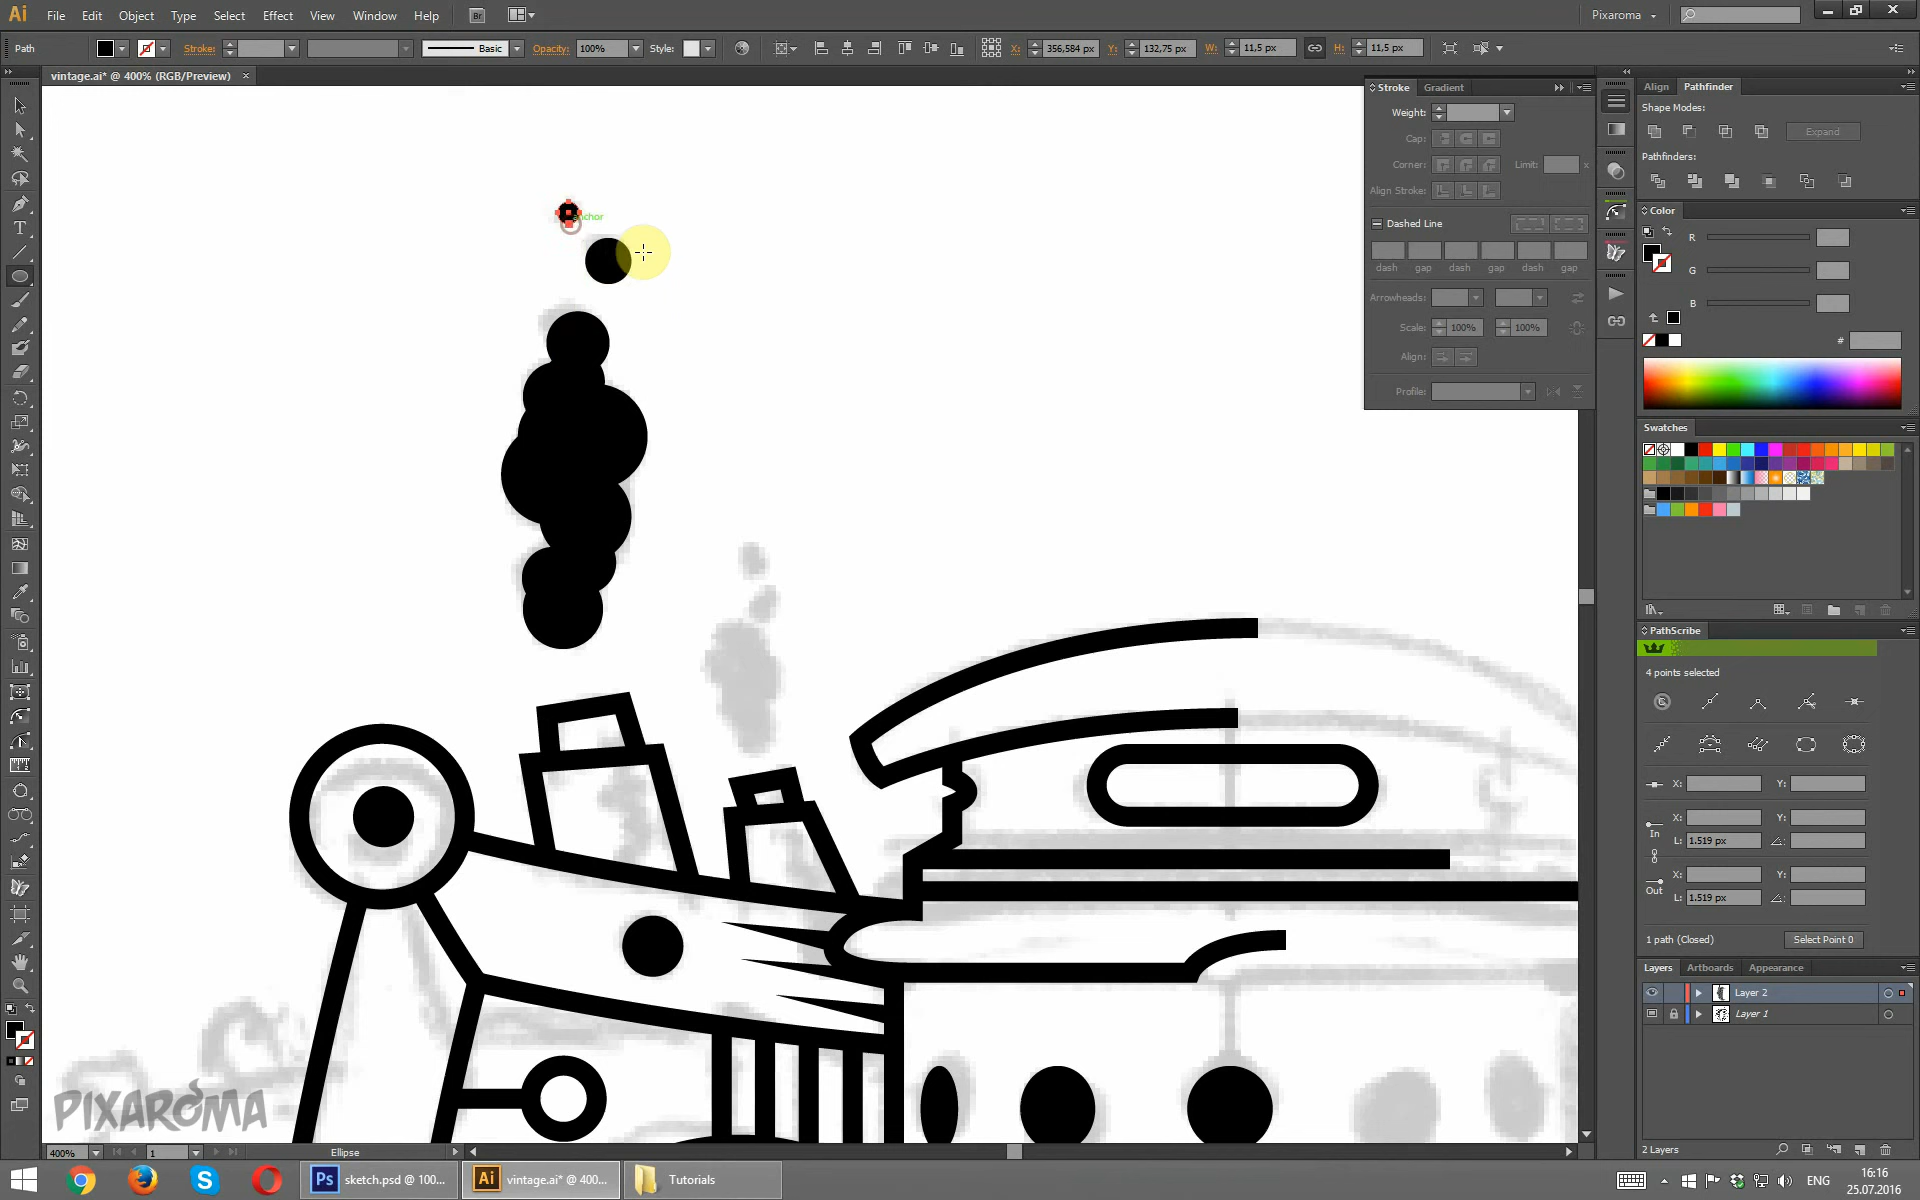 Ai File Edit Object Type Select Effect View Window Help Br Pixaroma
Path Stroke: Basic Opacity: 100% Style: X: 356,584 px Y: 132,75 px W: 11,5 px H: 11,5 px
vintage.ai* @ 400% (RGB/Preview) ×
Stroke Gradient
Weight:
Cap:
Corner: Limit: x
Align Stroke:
Dashed Line
dash gap dash gap dash gap
Arrowheads:
Scale: 100% 100%
Align:
Profile:
Align Pathfinder
Shape Modes:
Expand
Pathfinders:
Color
R
G
B
#
Swatches
PathScribe
4 points selected
X: Y:
In
L: 1.519 px
X: Y:
Out
L: 1.519 px
1 path (Closed) Select Point 0
Layers Artboards Appearance
Layer 2
Layer 1
2 Layers
anchor
PIXAROMA
400% 1 Ellipse
Ps sketch.psd @ 100... Ai vintage.ai* @ 400... Tutorials ENG 16:16
25.07.2016